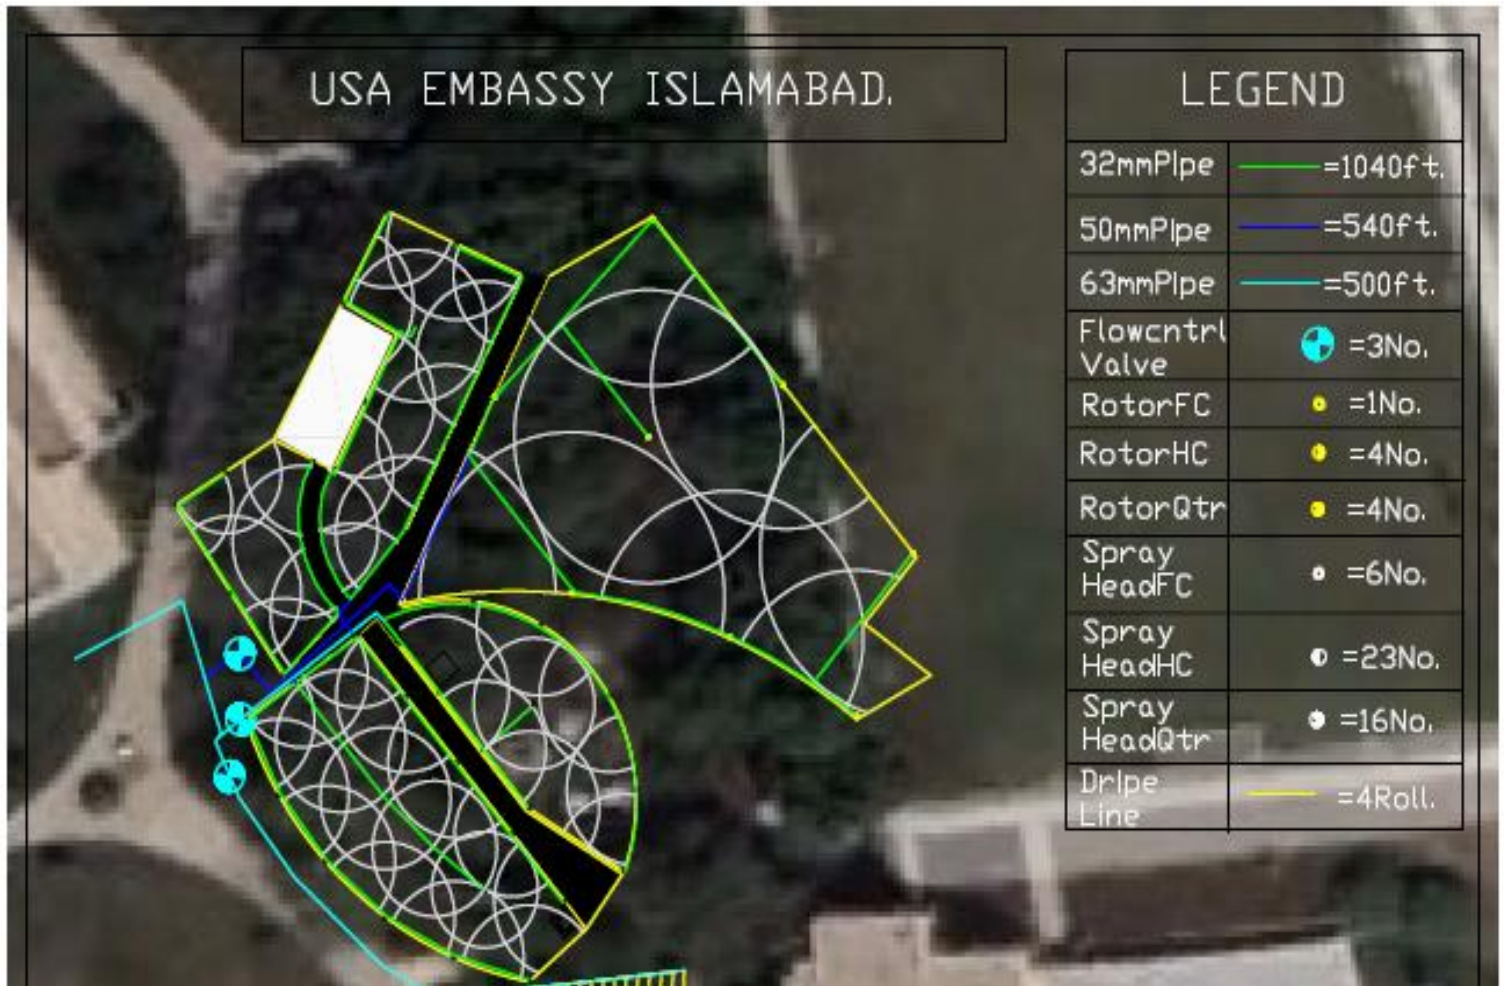 USA EMBASSY ISLAMABAD.
LEGEND
32mmPIpe =1040ft.
50mmPIpe =540ft.
63mmPIpe =500ft.
Flowcntrl
Valve =3No.
RotorFC =1No.
RotorHC =4No.
RotorQtr =4No.
Spray
HeadFC =6No.
Spray
HeadHC =23No.
Spray
HeadQtr =16No.
DrIpe
Line =4Roll.